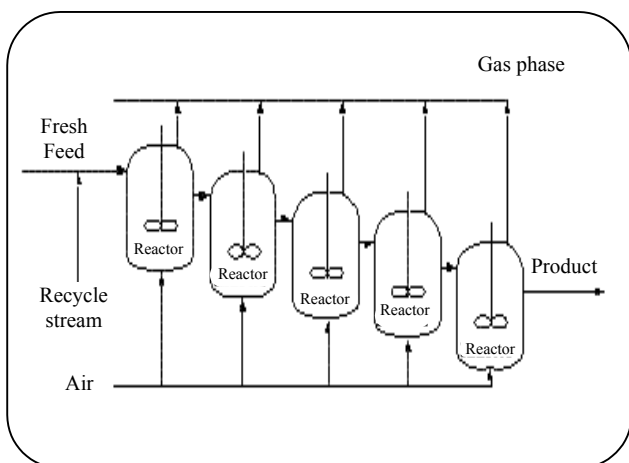 Gas phase
Fresh
Feed
Reactor
Reactor
Reactor
Reactor
Reactor
Product
Recycle
stream
Air